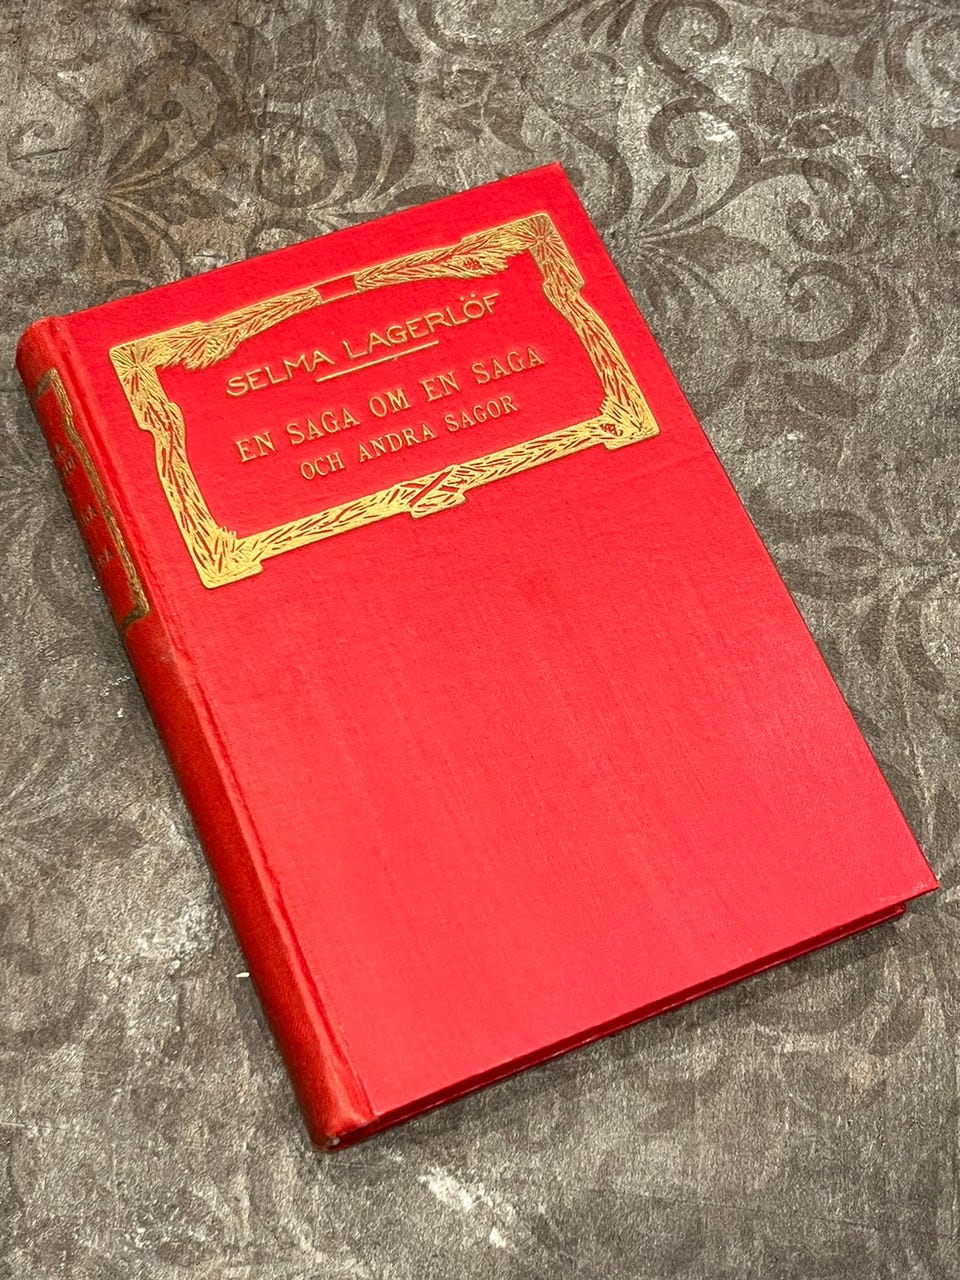 SELMA LAGERLÖF
EN SAGA OM EN SAGA
OCH ANDRA SAGOR